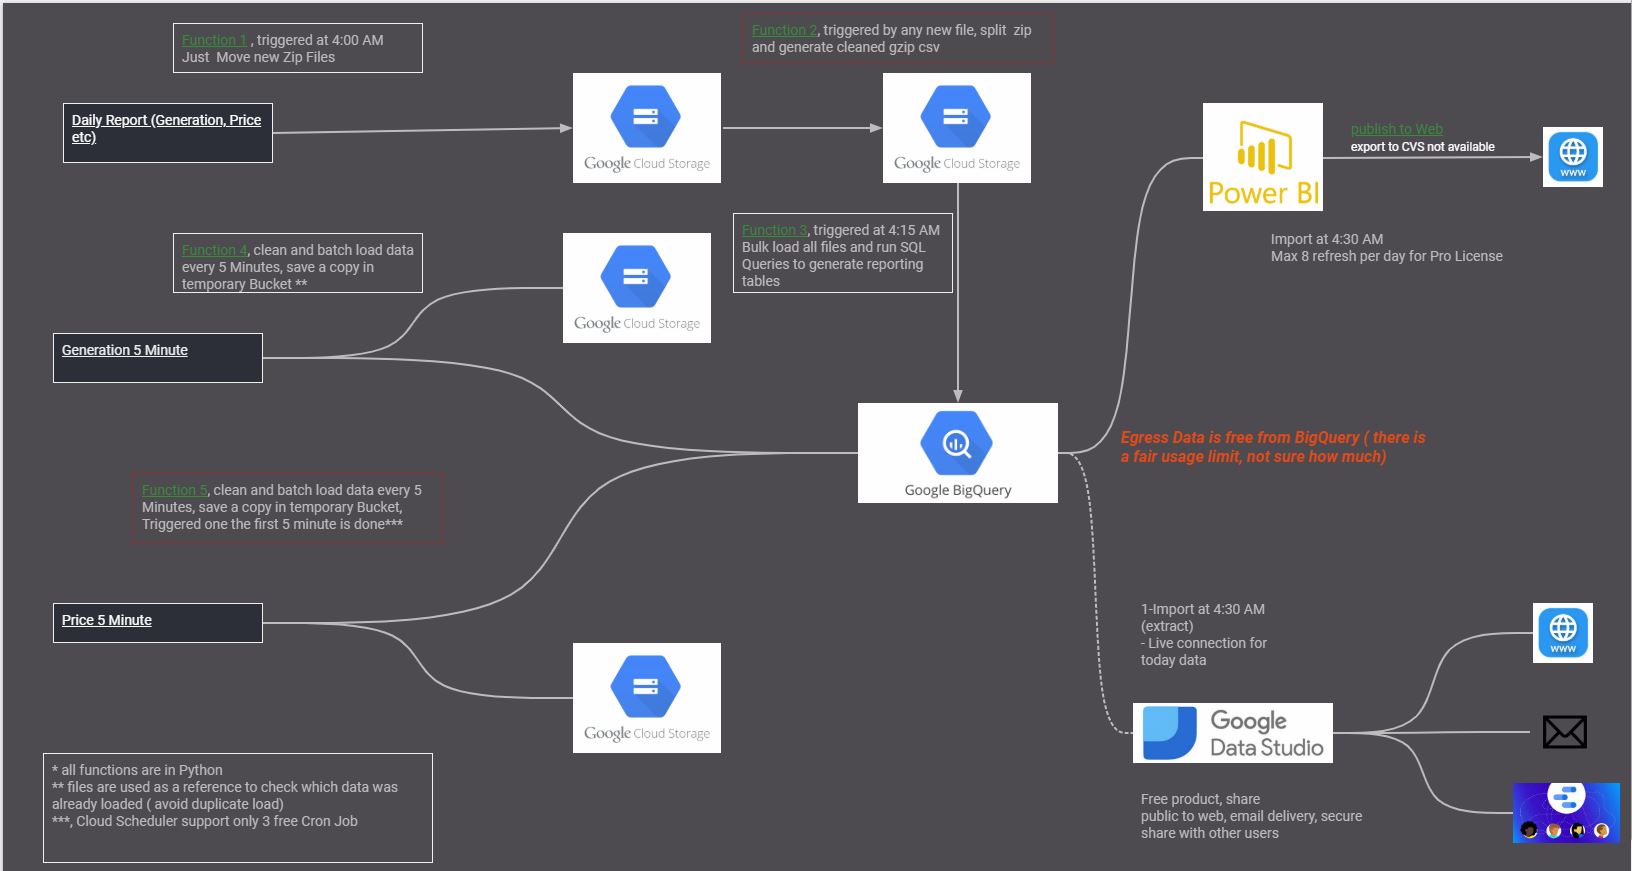 Function 1 , triggered at 4:00 AM
Just Move new Zip Files
Function 2, triggered by any new file, split zip
and generate cleaned gzip csv
Daily Report (Generation, Price
etc)
Google Cloud Storage
Google Cloud Storage
Power BI
publish to Web
export to CVS not available
www
Function 4, clean and batch load data
every 5 Minutes, save a copy in
temporary Bucket **
Google Cloud Storage
Function 3, triggered at 4:15 AM
Bulk load all files and run SQL
Queries to generate reporting
tables
Import at 4:30 AM
Max 8 refresh per day for Pro License
Generation 5 Minute
Google BigQuery
Egress Data is free from BigQuery ( there is
a fair usage limit, not sure how much)
Function 5, clean and batch load data every 5
Minutes, save a copy in temporary Bucket,
Triggered one the first 5 minute is done***
Price 5 Minute
Google Cloud Storage
1-Import at 4:30 AM
(extract)
- Live connection for
today data
www
Google
Data Studio
Free product, share
public to web, email delivery, secure
share with other users
* all functions are in Python
** files are used as a reference to check which data was
already loaded ( avoid duplicate load)
***, Cloud Scheduler support only 3 free Cron Job